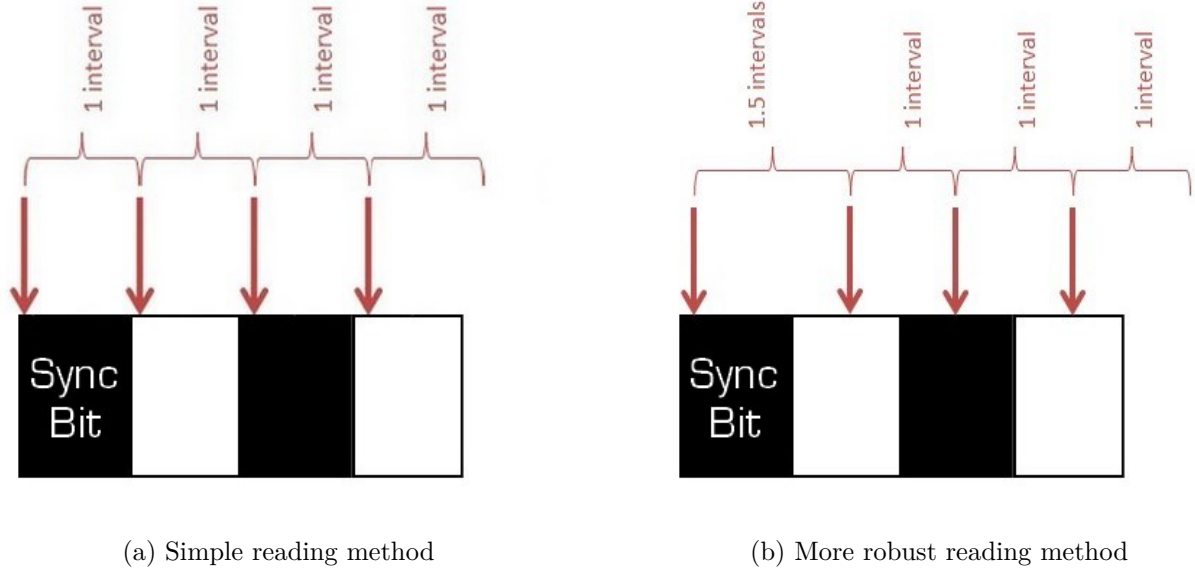 1 interval
1 interval
1 interval
1 interval
Sync
Bit
(a) Simple reading method
1.5 intervals
1 interval
1 interval
1 interval
Sync
Bit
(b) More robust reading method